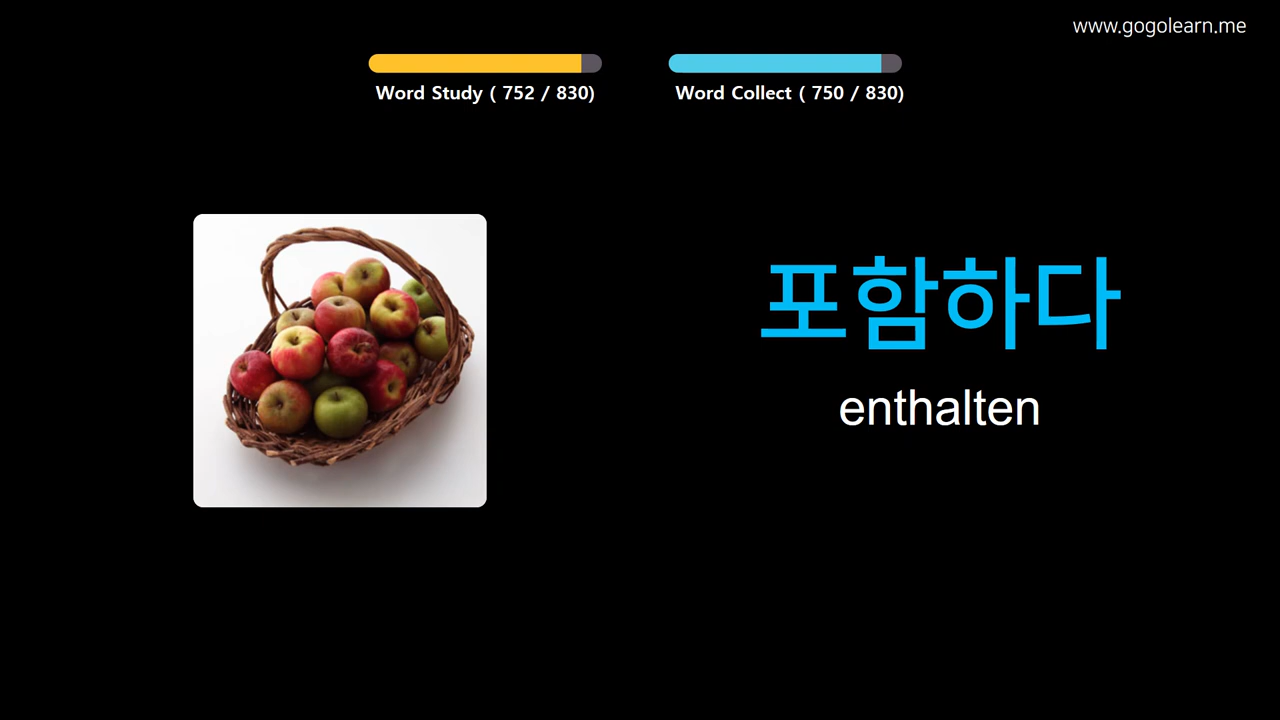 www.gogolearn.me
Word Study ( 752 / 830)
Word Collect ( 750 / 830)
포함하다
enthalten